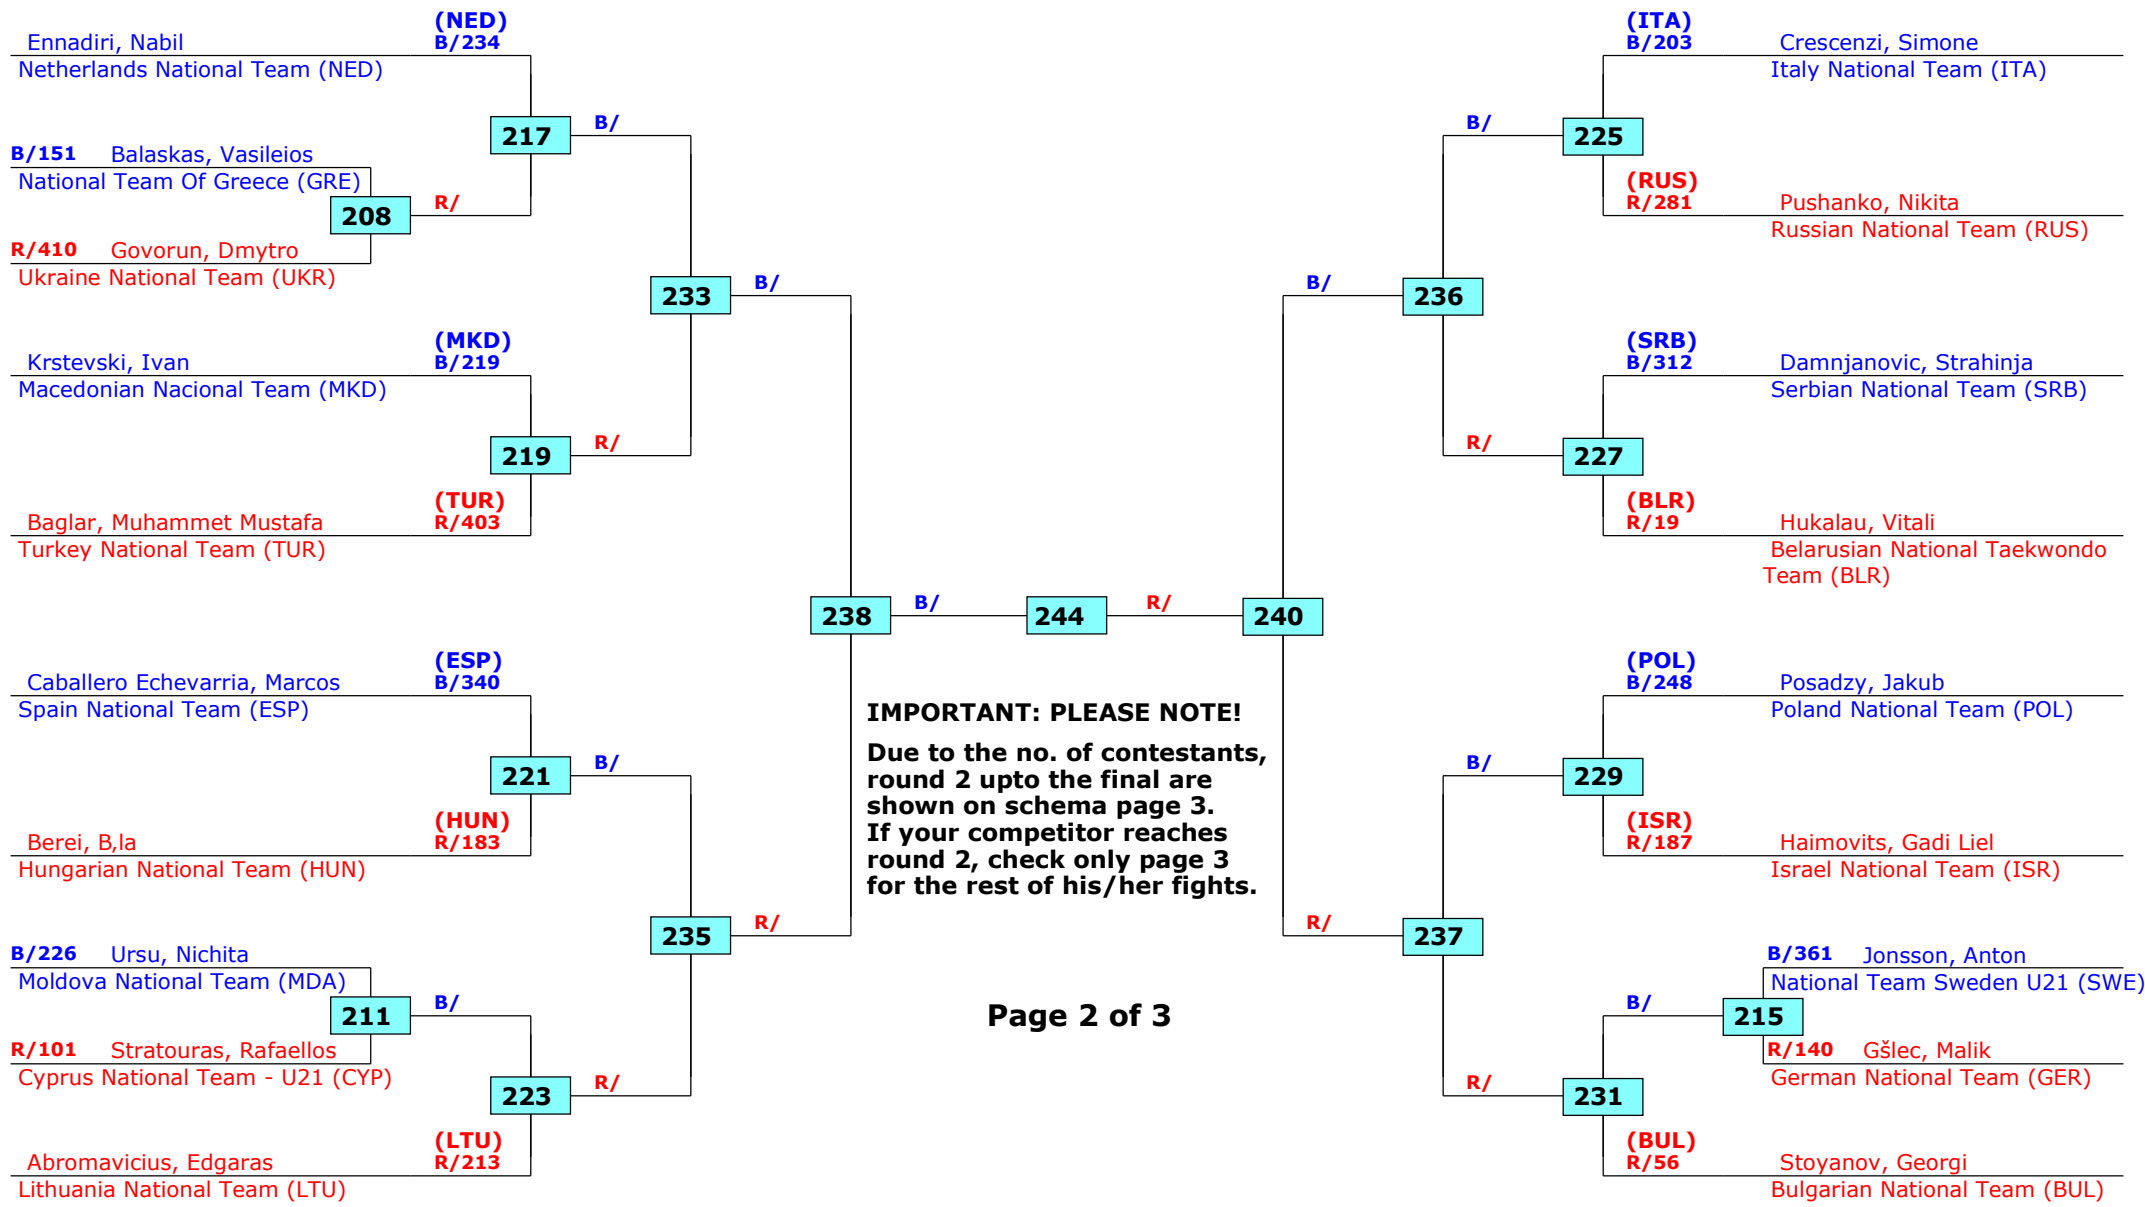 (NED)
Ennadiri, Nabil B/234
Netherlands National Team (NED)
217
B/
B/151 Balaskas, Vasileios
National Team Of Greece (GRE)
208
R/
R/410 Govorun, Dmytro
Ukraine National Team (UKR)
233
B/
(MKD)
Krstevski, Ivan B/219
Macedonian Nacional Team (MKD)
219
R/
(TUR)
Baglar, Muhammet Mustafa R/403
Turkey National Team (TUR)
238
B/
244
R/
240
(ESP)
Caballero Echevarria, Marcos B/340
Spain National Team (ESP)
221
B/
(HUN)
Berei, B,la R/183
Hungarian National Team (HUN)
235
R/
B/226 Ursu, Nichita
Moldova National Team (MDA)
211
B/
R/101 Stratouras, Rafaellos
Cyprus National Team - U21 (CYP)
223
R/
(LTU)
Abromavicius, Edgaras R/213
Lithuania National Team (LTU)
IMPORTANT: PLEASE NOTE!
Due to the no. of contestants,
round 2 upto the final are
shown on schema page 3.
If your competitor reaches
round 2, check only page 3
for the rest of his/her fights.
Page 2 of 3
(ITA)
B/203 Crescenzi, Simone
Italy National Team (ITA)
B/
225
(RUS)
R/281 Pushanko, Nikita
Russian National Team (RUS)
B/
236
(SRB)
B/312 Damnjanovic, Strahinja
Serbian National Team (SRB)
R/
227
(BLR)
R/19 Hukalau, Vitali
Belarusian National Taekwondo
Team (BLR)
(POL)
B/248 Posadzy, Jakub
Poland National Team (POL)
B/
229
(ISR)
R/187 Haimovits, Gadi Liel
Israel National Team (ISR)
R/
237
B/361 Jonsson, Anton
National Team Sweden U21 (SWE)
B/
215
R/140 Gšlec, Malik
German National Team (GER)
R/
231
(BUL)
R/56 Stoyanov, Georgi
Bulgarian National Team (BUL)